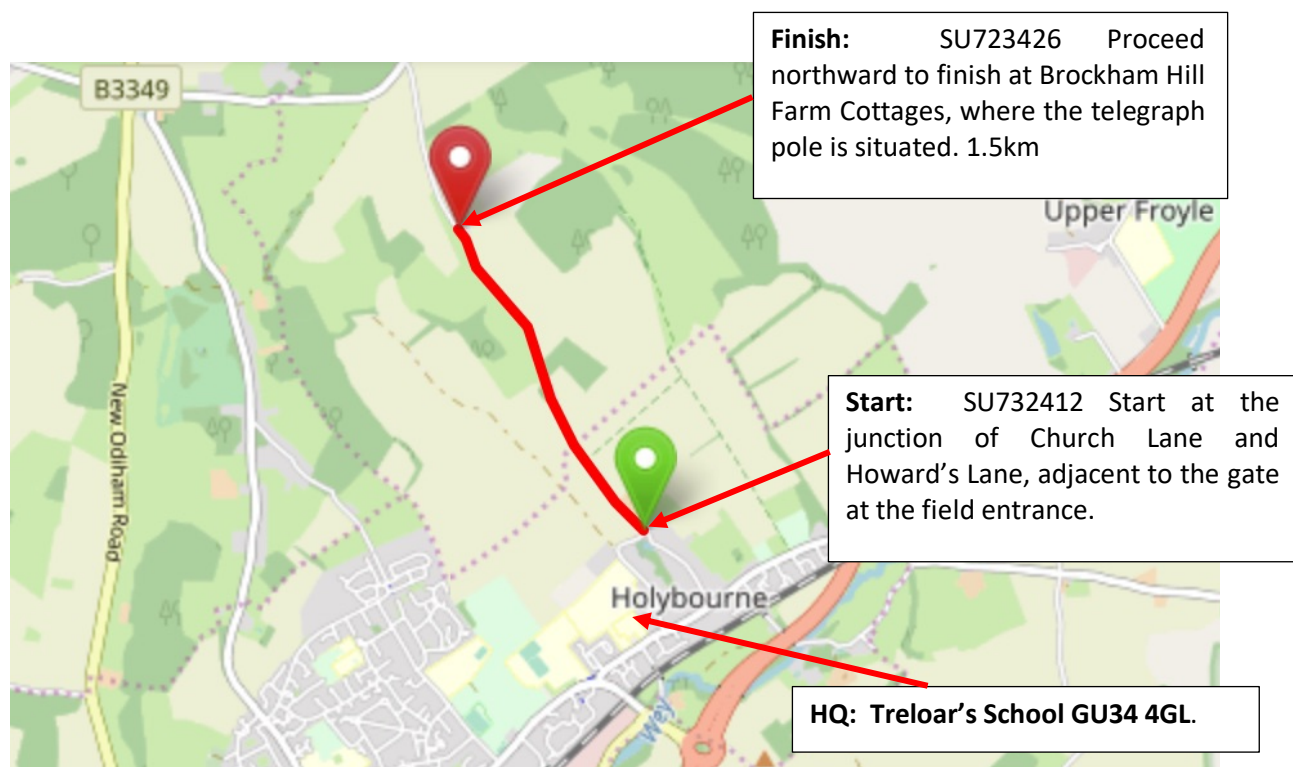 Finish: SU723426 Proceed
northward to finish at Brockham Hill
Farm Cottages, where the telegraph
pole is situated. 1.5km
B3349
Upper Froyle
New Odiham Road
Start: SU732412 Start at the
junction of Church Lane and
Howard's Lane, adjacent to the gate
at the field entrance.
Holybourne
Wey
HQ: Treloar's School GU34 4GL.